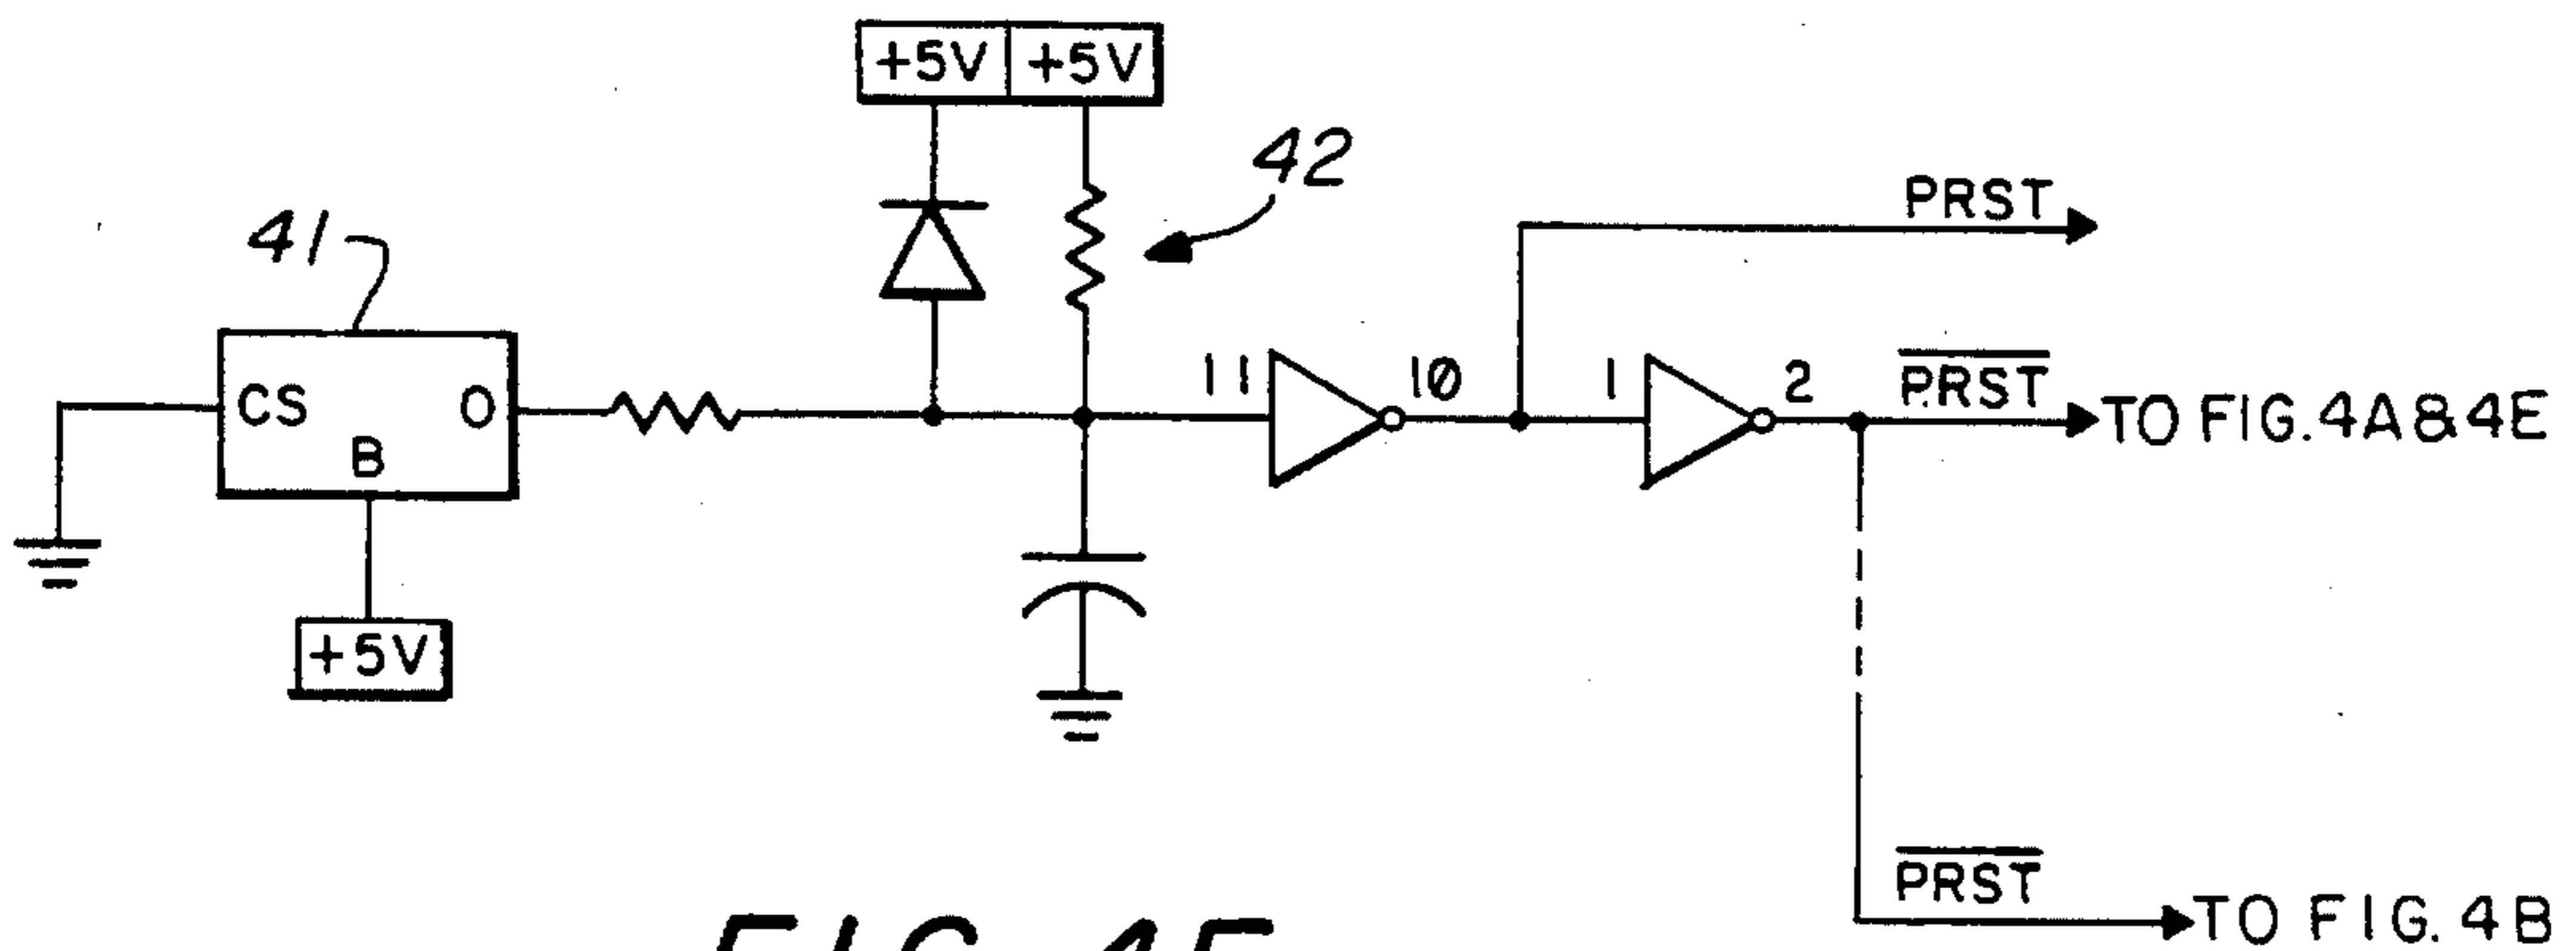 +5V +5V
42
41
PRST
CS
O
B
11
10
1
2
PRST
TO FIG. 4A & 4E
+5V
PRST
TO FIG. 4B